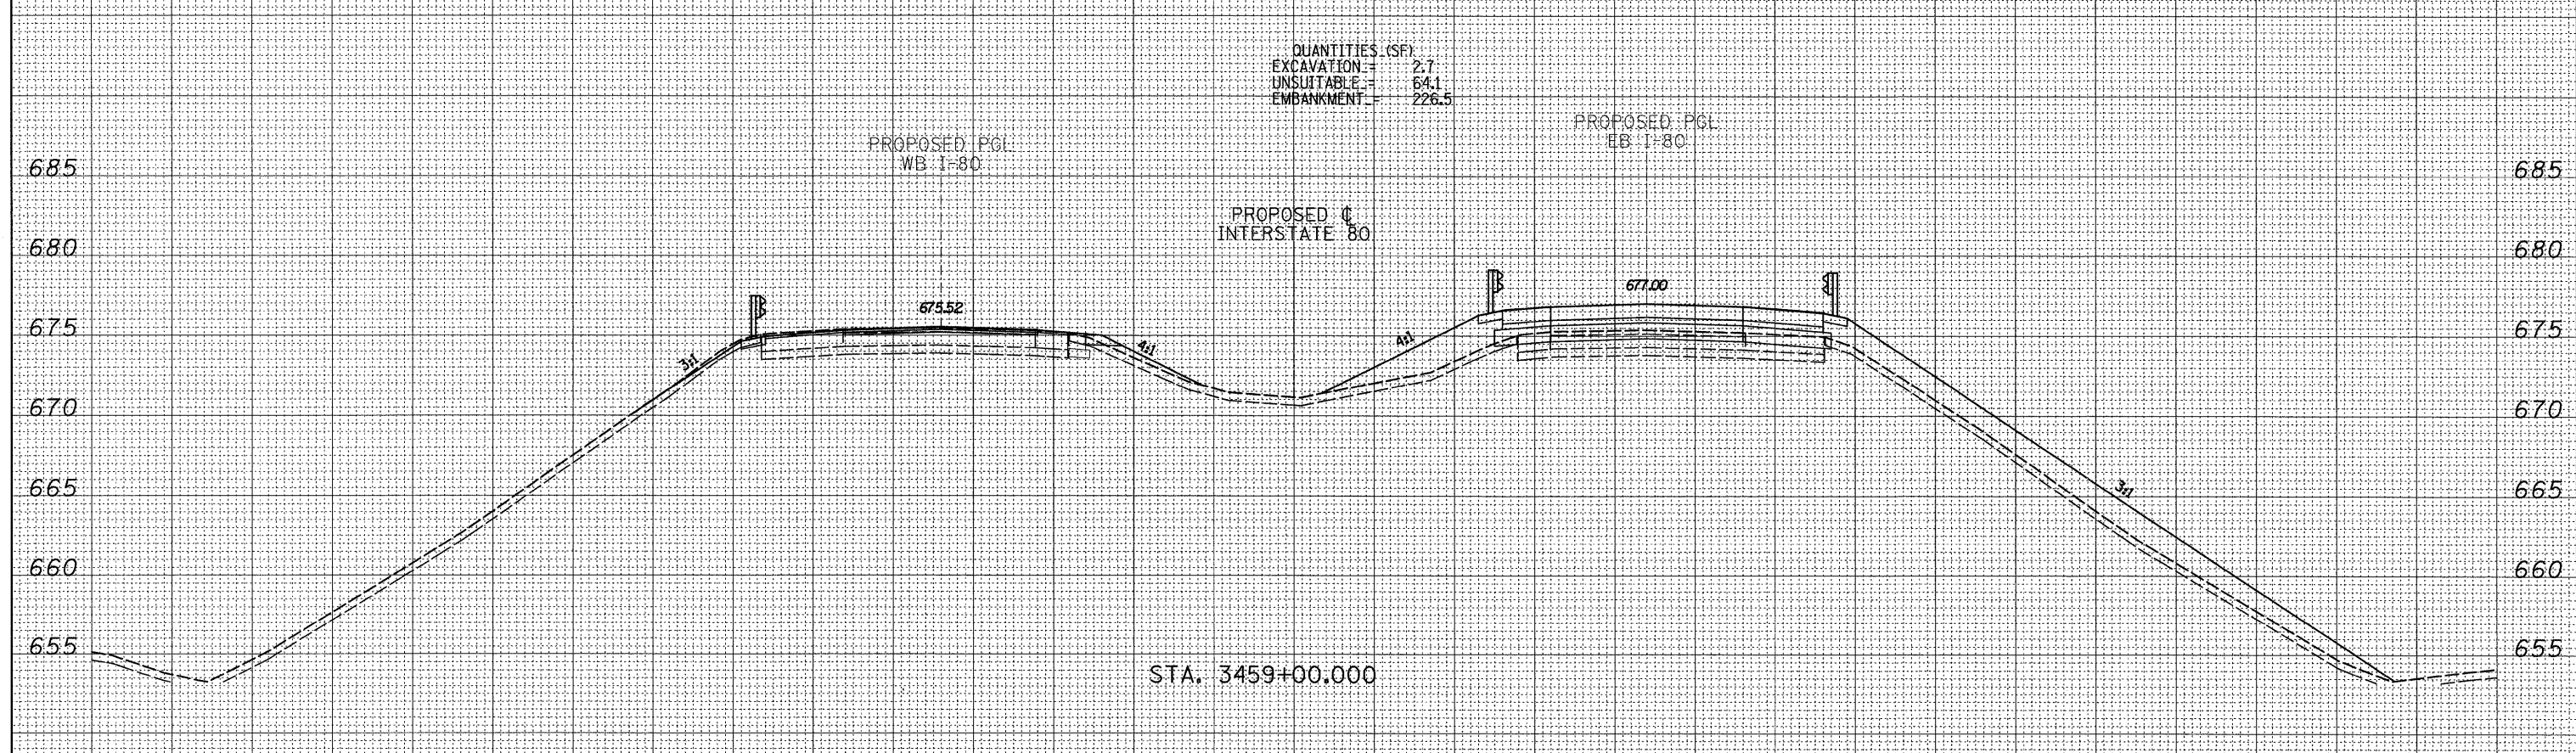 QUANTITIES (SF)
EXCAVATION = 2.7
UNSUITABLE = 64.1
EMBANKMENT = 226.5
PROPOSED PGL
WB I-80
PROPOSED PGL
EB I-80
685
685
PROPOSED ℄
INTERSTATE 80
680
680
675.52
677.00
675
675
3:1
4:1
4:1
670
670
665
665
3:1
660
660
655
655
STA. 3459+00.000